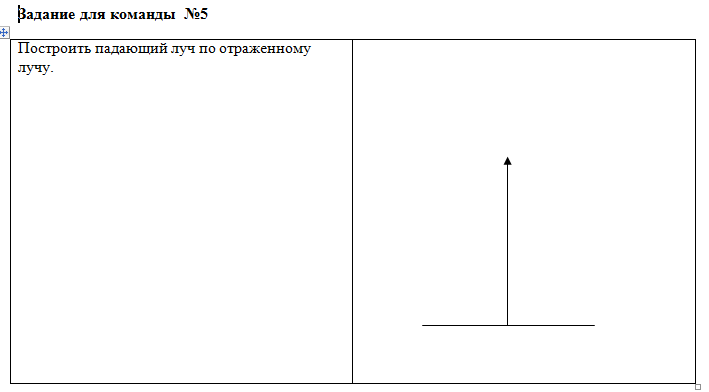 Задание для команды №5
Построить падающий луч по отраженному
лучу.